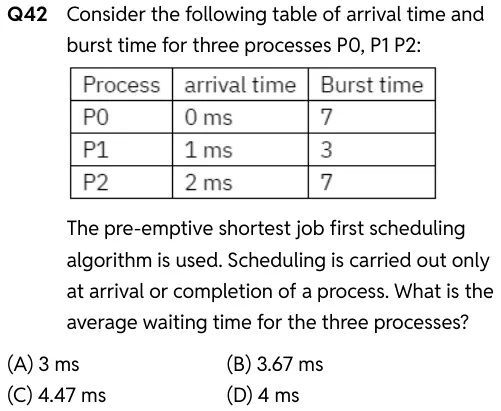 Q42 Consider the following table of arrival time and
burst time for three processes P0, P1 P2:
Process arrival time Burst time
P0 0 ms 7
P1 1 ms 3
P2 2 ms 7
The pre-emptive shortest job first scheduling
algorithm is used. Scheduling is carried out only
at arrival or completion of a process. What is the
average waiting time for the three processes?
(A) 3 ms (B) 3.67 ms
(C) 4.47 ms (D) 4 ms